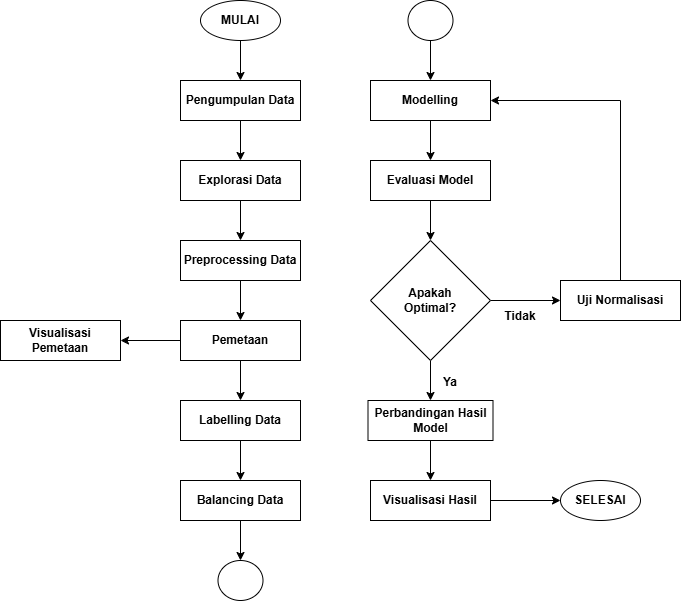 MULAI
Pengumpulan Data
Explorasi Data
Preprocessing Data
Pemetaan
Visualisasi
Pemetaan
Labelling Data
Balancing Data
Modelling
Evaluasi Model
Apakah
Optimal?
Tidak
Uji Normalisasi
Ya
Perbandingan Hasil
Model
Visualisasi Hasil
SELESAI